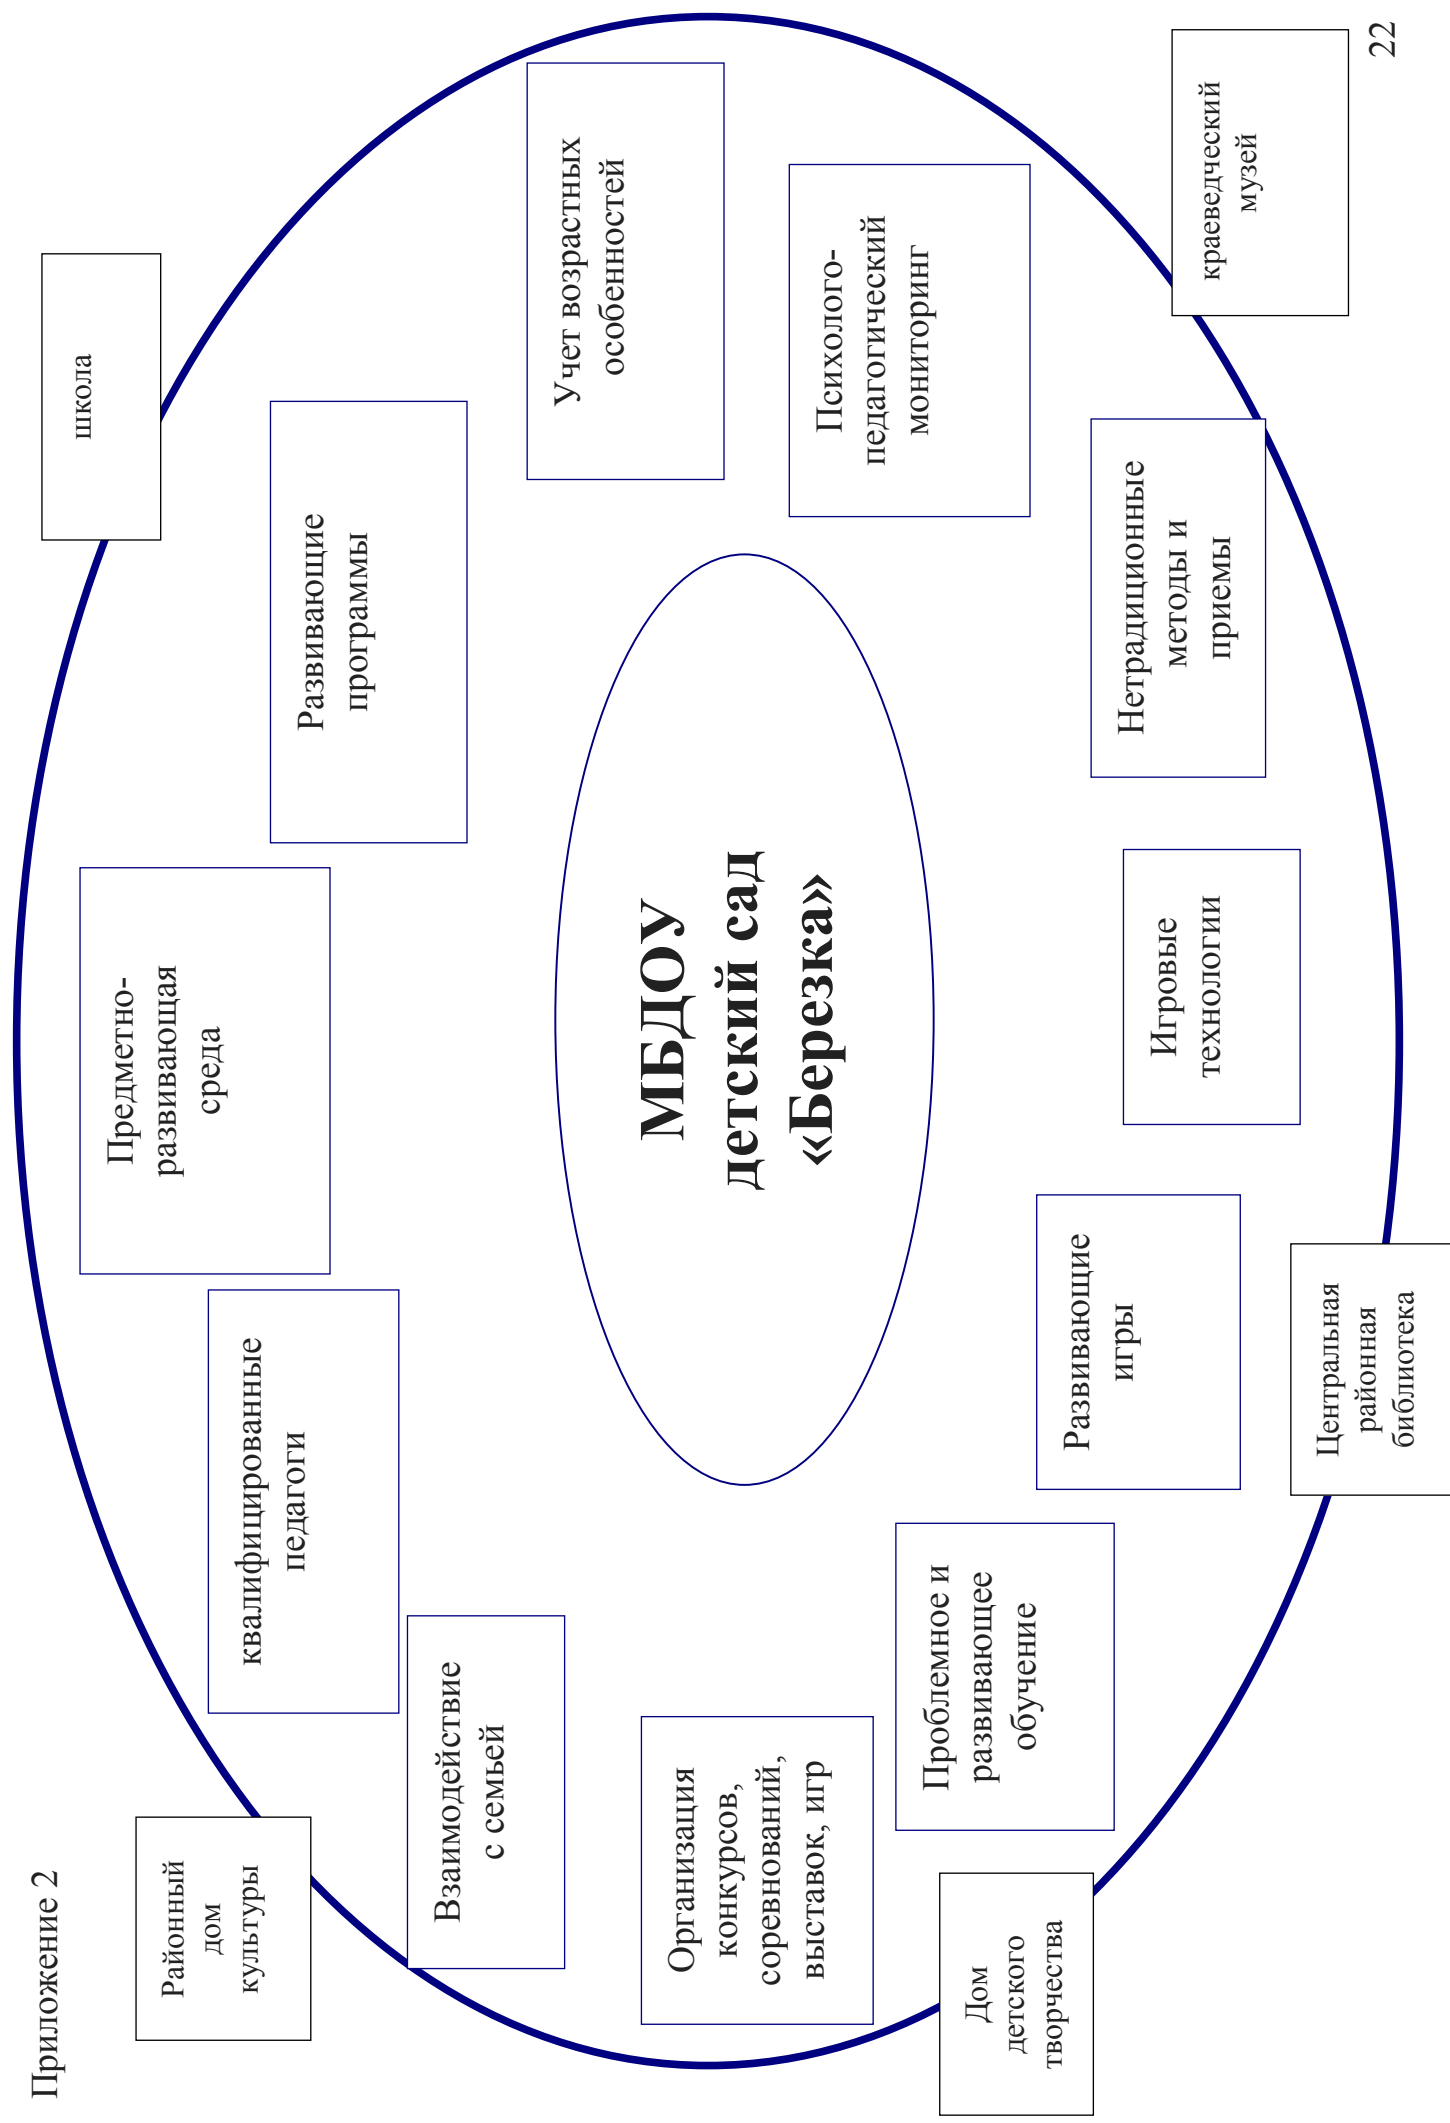 Приложение 2
Районный
дом
культуры
школа
Предметно-
развивающая
среда
квалифицированные
педагоги
Развивающие
программы
Взаимодействие
с семьей
Учет возрастных
особенностей
МБДОУ
детский сад
«Березка»
Организация
конкурсов,
соревнований,
выставок, игр
Психолого-
педагогический
мониторинг
Проблемное и
развивающее
обучение
Развивающие
игры
Игровые
технологии
Нетрадиционные
методы и
приемы
Дом
детского
творчества
Центральная
районная
библиотека
краеведческий
музей
22